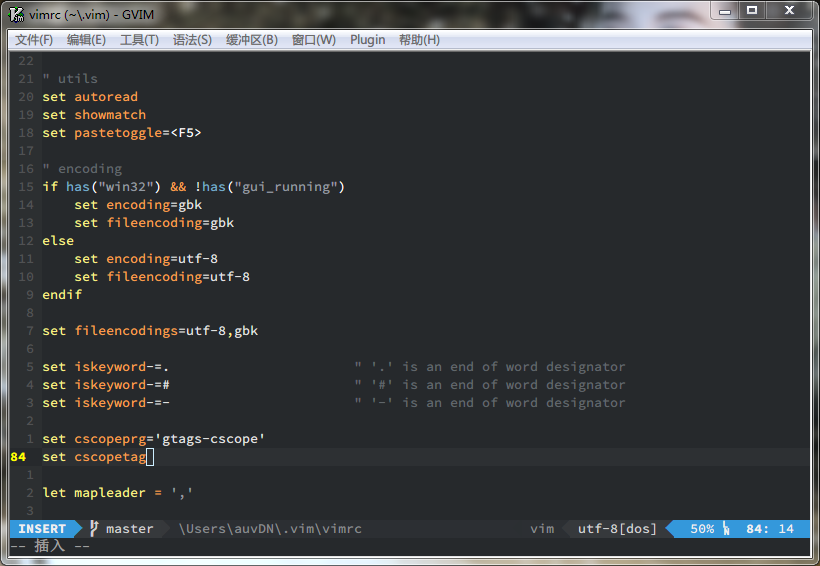 vimrc (~\.vim) - GVIM
文件(F) 编辑(E) 工具(T) 语法(S) 缓冲区(B) 窗口(W) Plugin 帮助(H)
22
21 " utils
20 set autoread
19 set showmatch
18 set pastetoggle=<F5>
17
16 " encoding
15 if has("win32") && !has("gui_running")
14     set encoding=gbk
13     set fileencoding=gbk
12 else
11     set encoding=utf-8
10     set fileencoding=utf-8
9 endif
8
7 set fileencodings=utf-8,gbk
6
5 set iskeyword-=.                       " '.' is an end of word designator
4 set iskeyword-=#                       " '#' is an end of word designator
3 set iskeyword-=-                       " '-' is an end of word designator
2
1 set cscopeprg='gtags-cscope'
84 set cscopetag
1
2 let mapleader = ','
3
INSERT master \Users\auvDN\.vim\vimrc vim utf-8[dos] 50% LN 84: 14
-- 插入 --